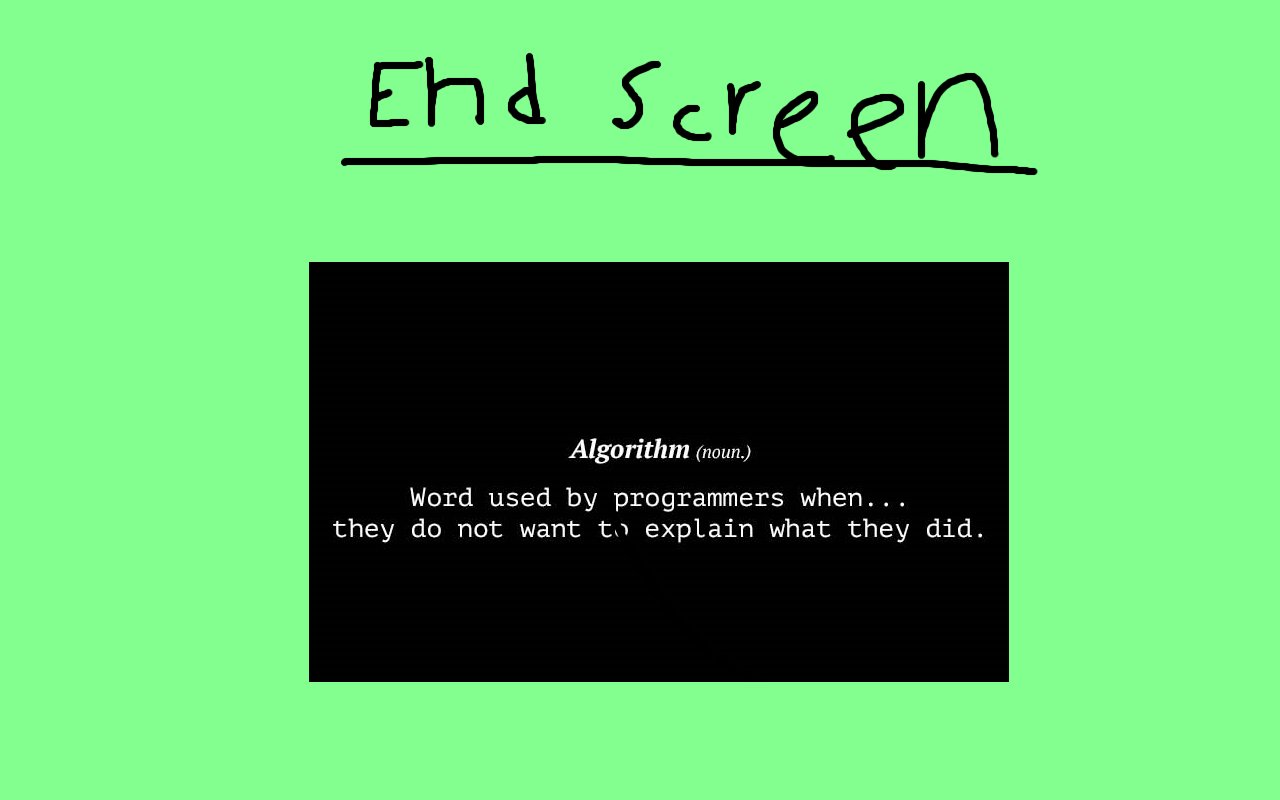 End Screen
Algorithm (noun.)
Word used by programmers when...
they do not want to explain what they did.